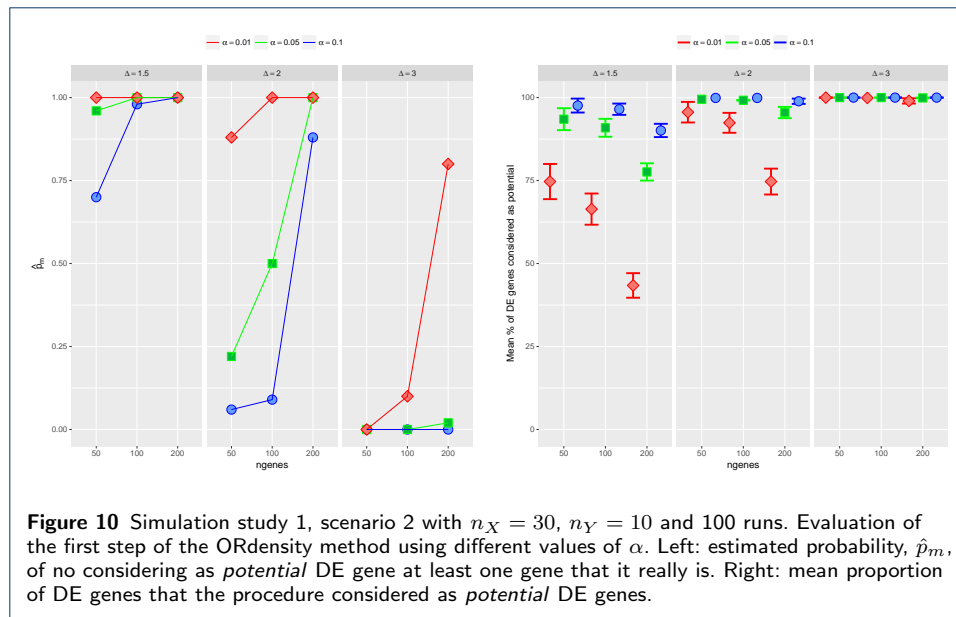 α = 0.01 α = 0.05 α = 0.1
Δ = 1.5 Δ = 2 Δ = 3
1.00
0.75
0.50
0.25
0.00
p̂m
50 100 200 50 100 200 50 100 200
ngenes
α = 0.01 α = 0.05 α = 0.1
Δ = 1.5 Δ = 2 Δ = 3
100
75
50
25
0
Mean % of DE genes considered as potential
50 100 200 50 100 200 50 100 200
ngenes
Figure 10 Simulation study 1, scenario 2 with nX = 30, nY = 10 and 100 runs. Evaluation of
the first step of the ORdensity method using different values of α. Left: estimated probability, p̂m,
of no considering as potential DE gene at least one gene that it really is. Right: mean proportion
of DE genes that the procedure considered as potential DE genes.